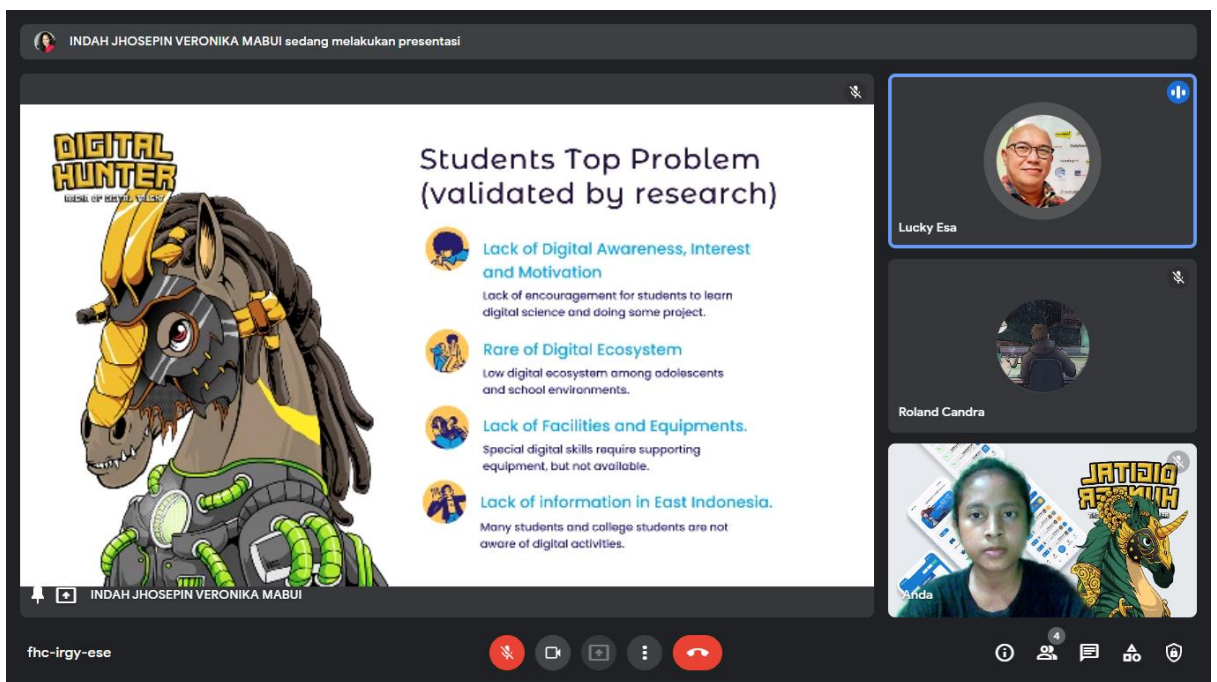 INDAH JHOSEPIN VERONIKA MABUI sedang melakukan presentasi
DIGITAL
HUNTER
Students Top Problem
(validated by research)
Lack of Digital Awareness, Interest
and Motivation
Lack of encouragement for students to learn
digital science and doing some project.
Rare of Digital Ecosystem
Low digital ecosystem among adolescents
and school environments.
Lack of Facilities and Equipments.
Special digital skills require supporting
equipment, but not available.
Lack of information in East Indonesia.
Many students and college students are not
aware of digital activities.
INDAH JHOSEPIN VERONIKA MABUI
Lucky Esa
Roland Candra
DIGITAL
HUNTER
Anda
fhc-irgy-ese
4